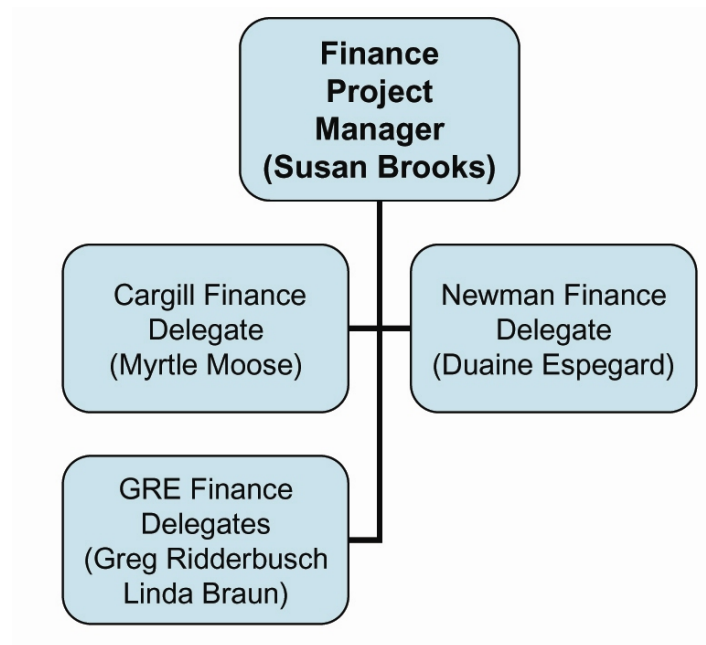 Finance
Project
Manager
(Susan Brooks)
Cargill Finance
Delegate
(Myrtle Moose)
Newman Finance
Delegate
(Duaine Espegard)
GRE Finance
Delegates
(Greg Ridderbusch
Linda Braun)